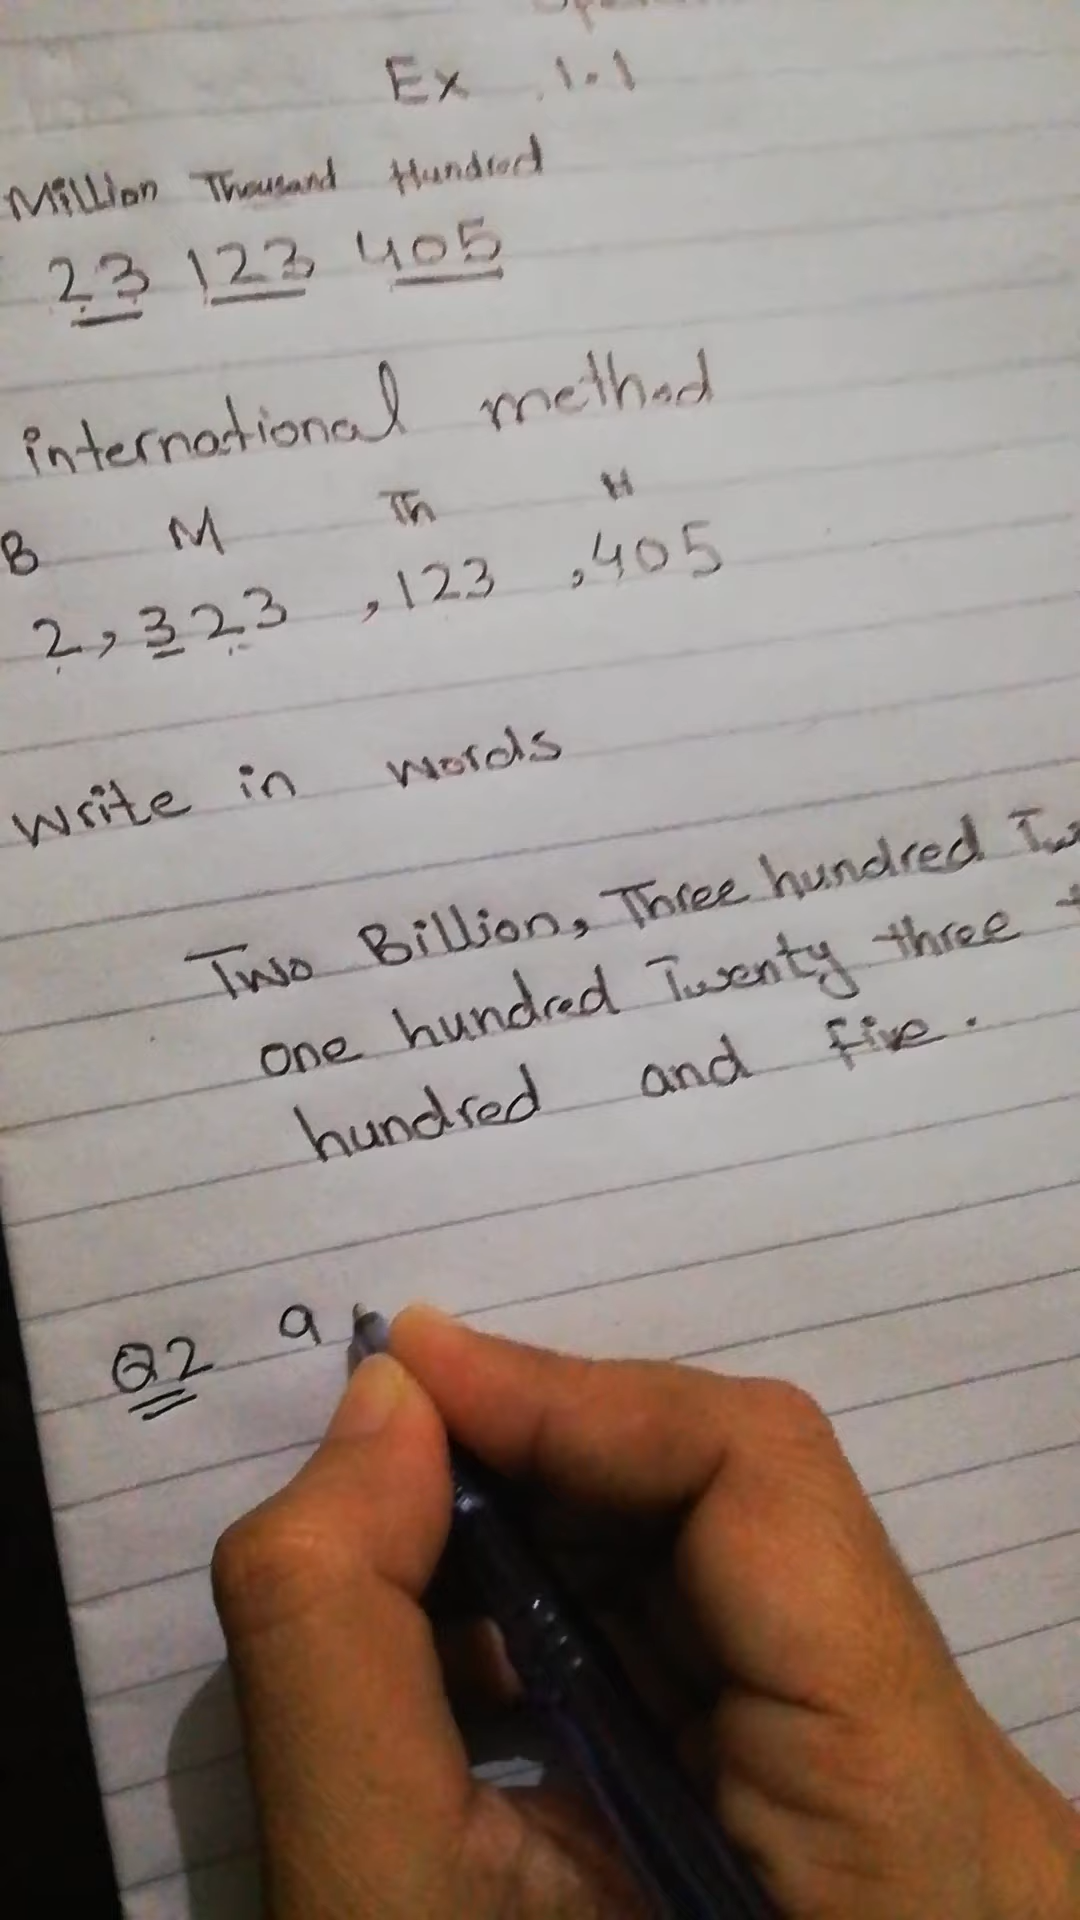 Ex 1.1
Million Thousand Hundred
23 123 405
international method
B M Th H
2,323,123,405
write in words
Two Billion, Three hundred Tw
one hundred Twenty three t
hundred and five.
Q2 9